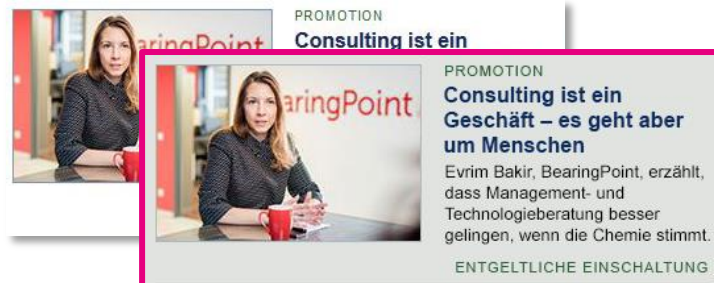 PROMOTION
Consulting ist ein
aringPoint
PROMOTION
Consulting ist ein
Geschäft – es geht aber
um Menschen
aringPoint
Evrim Bakir, BearingPoint, erzählt,
dass Management- und
Technologieberatung besser
gelingen, wenn die Chemie stimmt.
ENTGELTLICHE EINSCHALTUNG